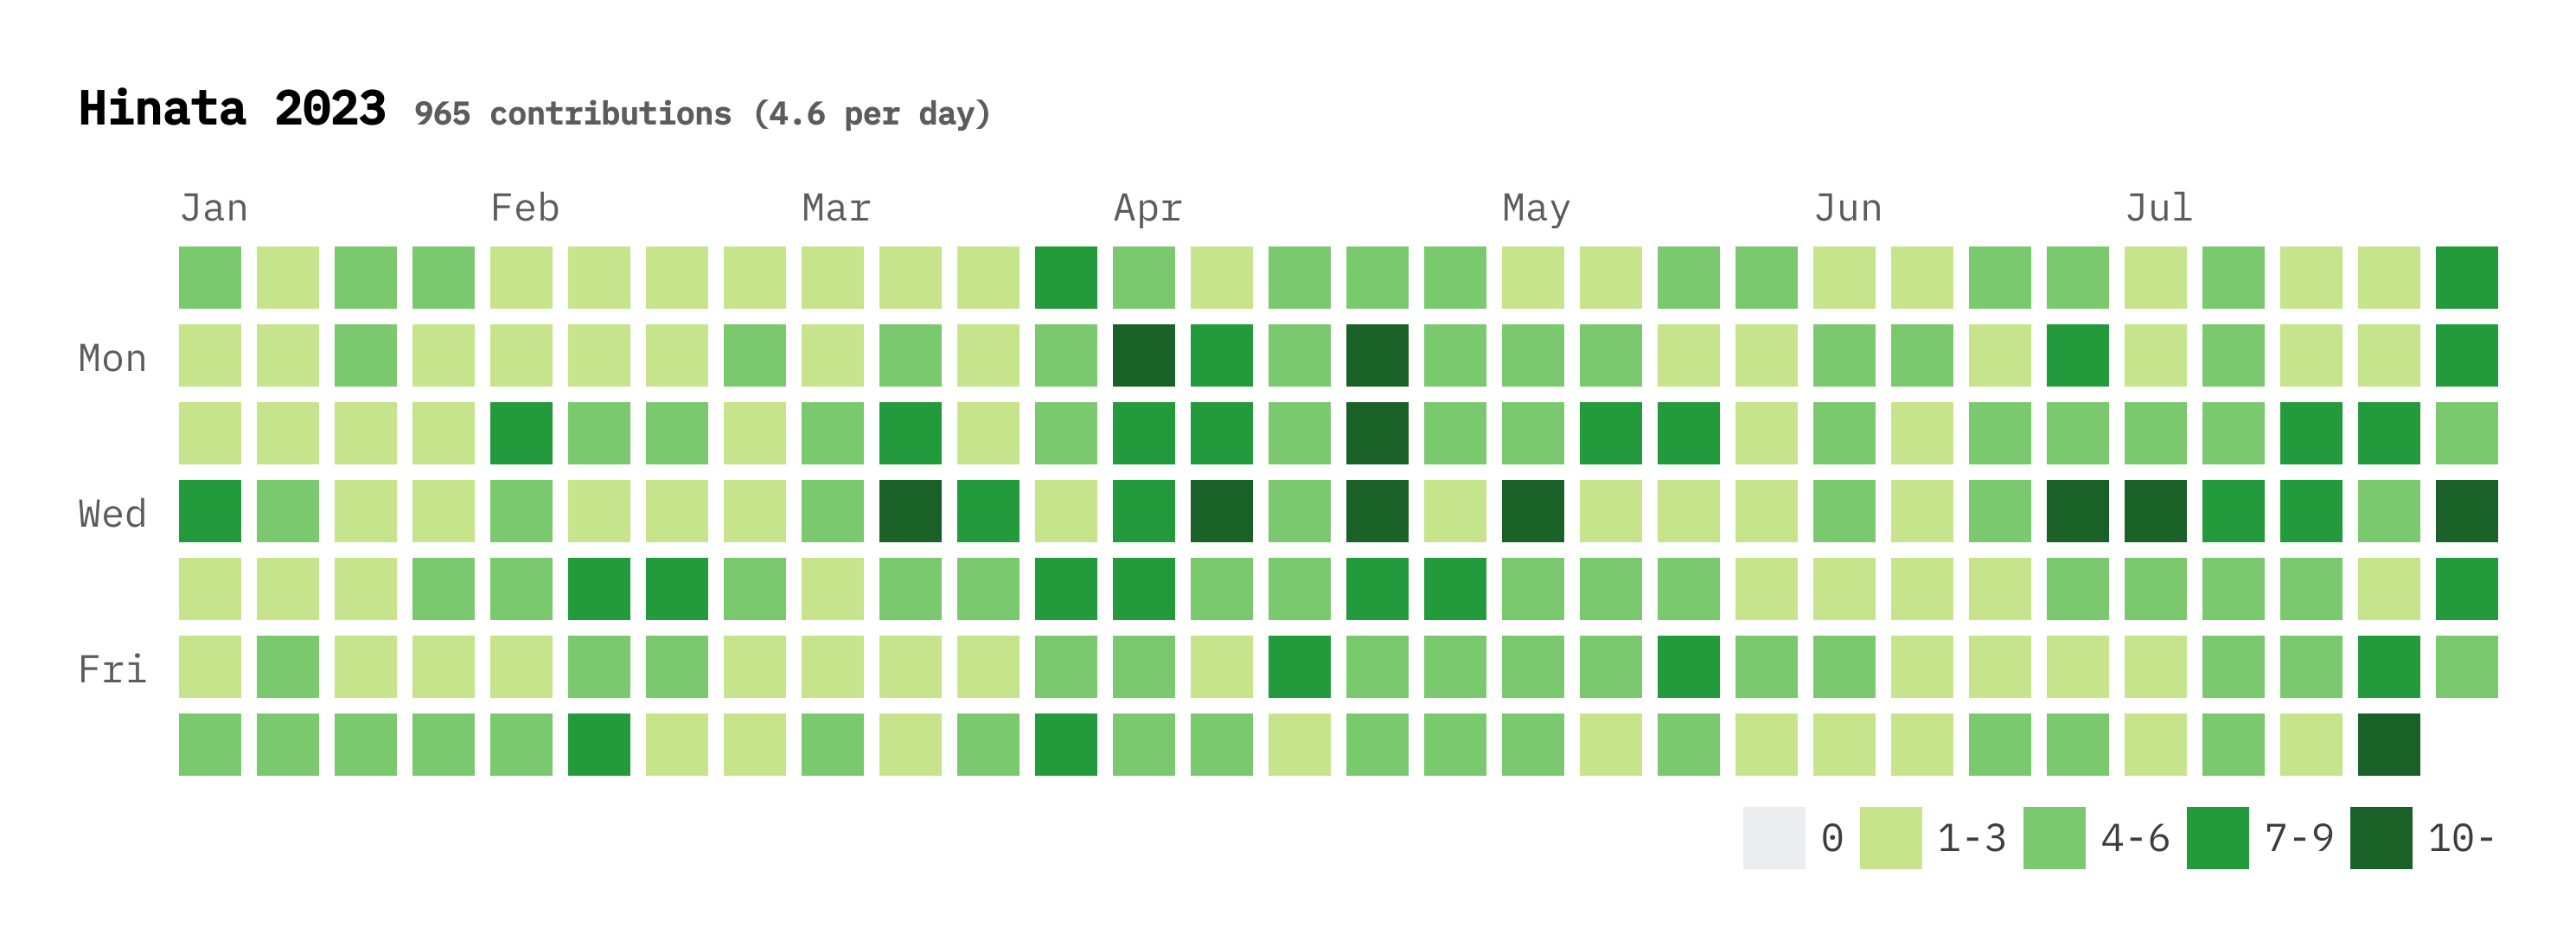 Hinata 2023 965 contributions (4.6 per day)
Jan Feb Mar Apr May Jun Jul
Mon
Wed
Fri
0 1-3 4-6 7-9 10-